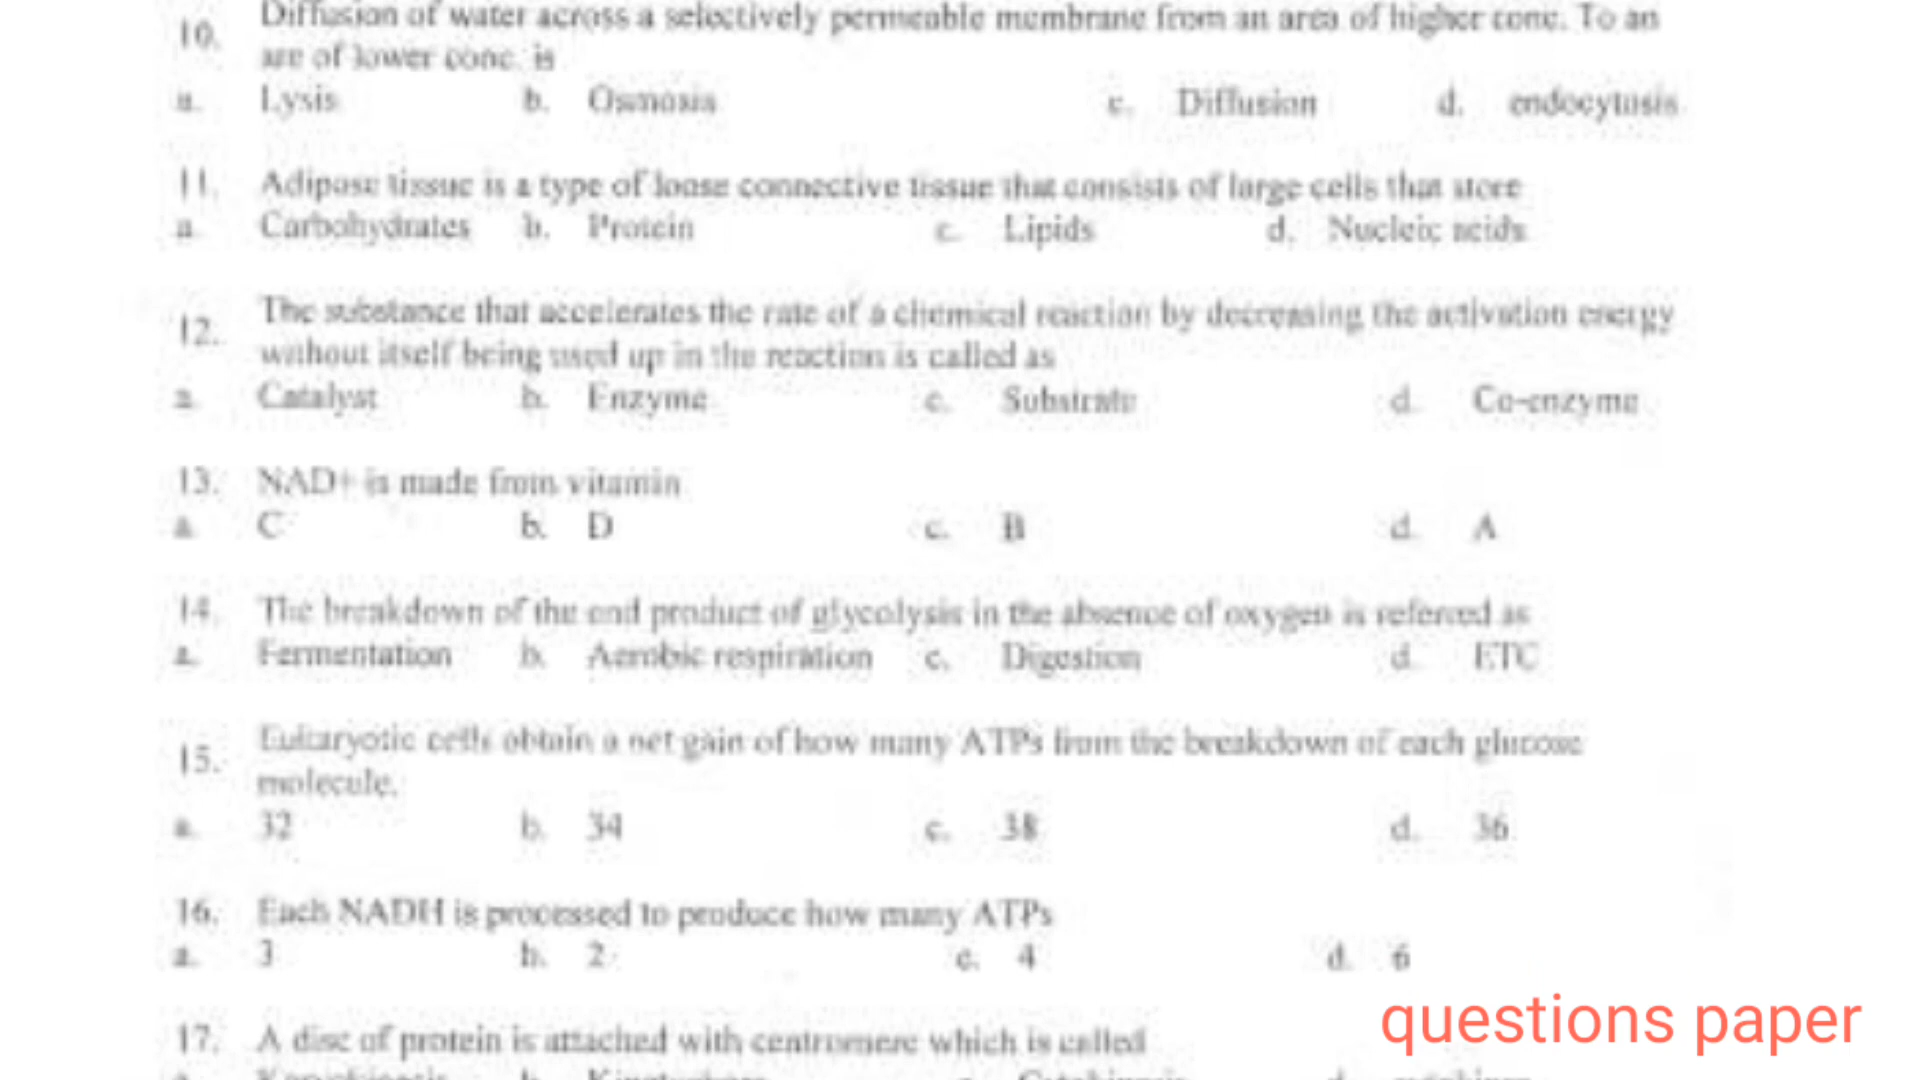 10. Diffusion of water across a selectively permeable membrane from an area of higher conc. To an
are of lower conc. is
a. Lysis b. Osmosis c. Diffusion d. endocytosis
11. Adipose tissue is a type of loose connective tissue that consists of large cells that store
a. Carbohydrates b. Protein c. Lipids d. Nucleic acids
12. The substance that accelerates the rate of a chemical reaction by decreasing the activation energy
without itself being used up in the reaction is called as
a. Catalyst b. Enzyme c. Substrate d. Co-enzyme
13. NAD+ is made from vitamin
a. C b. D c. B d. A
14. The breakdown of the end product of glycolysis in the absence of oxygen is referred as
a. Fermentation b. Aerobic respiration c. Digestion d. ETC
15. Eukaryotic cells obtain a net gain of how many ATPs from the breakdown of each glucose
molecule.
a. 32 b. 34 c. 38 d. 36
16. Each NADH is processed to produce how many ATPs
a. 3 b. 2 c. 4 d. 6
17. A disc of protein is attached with centromere which is called
questions paper